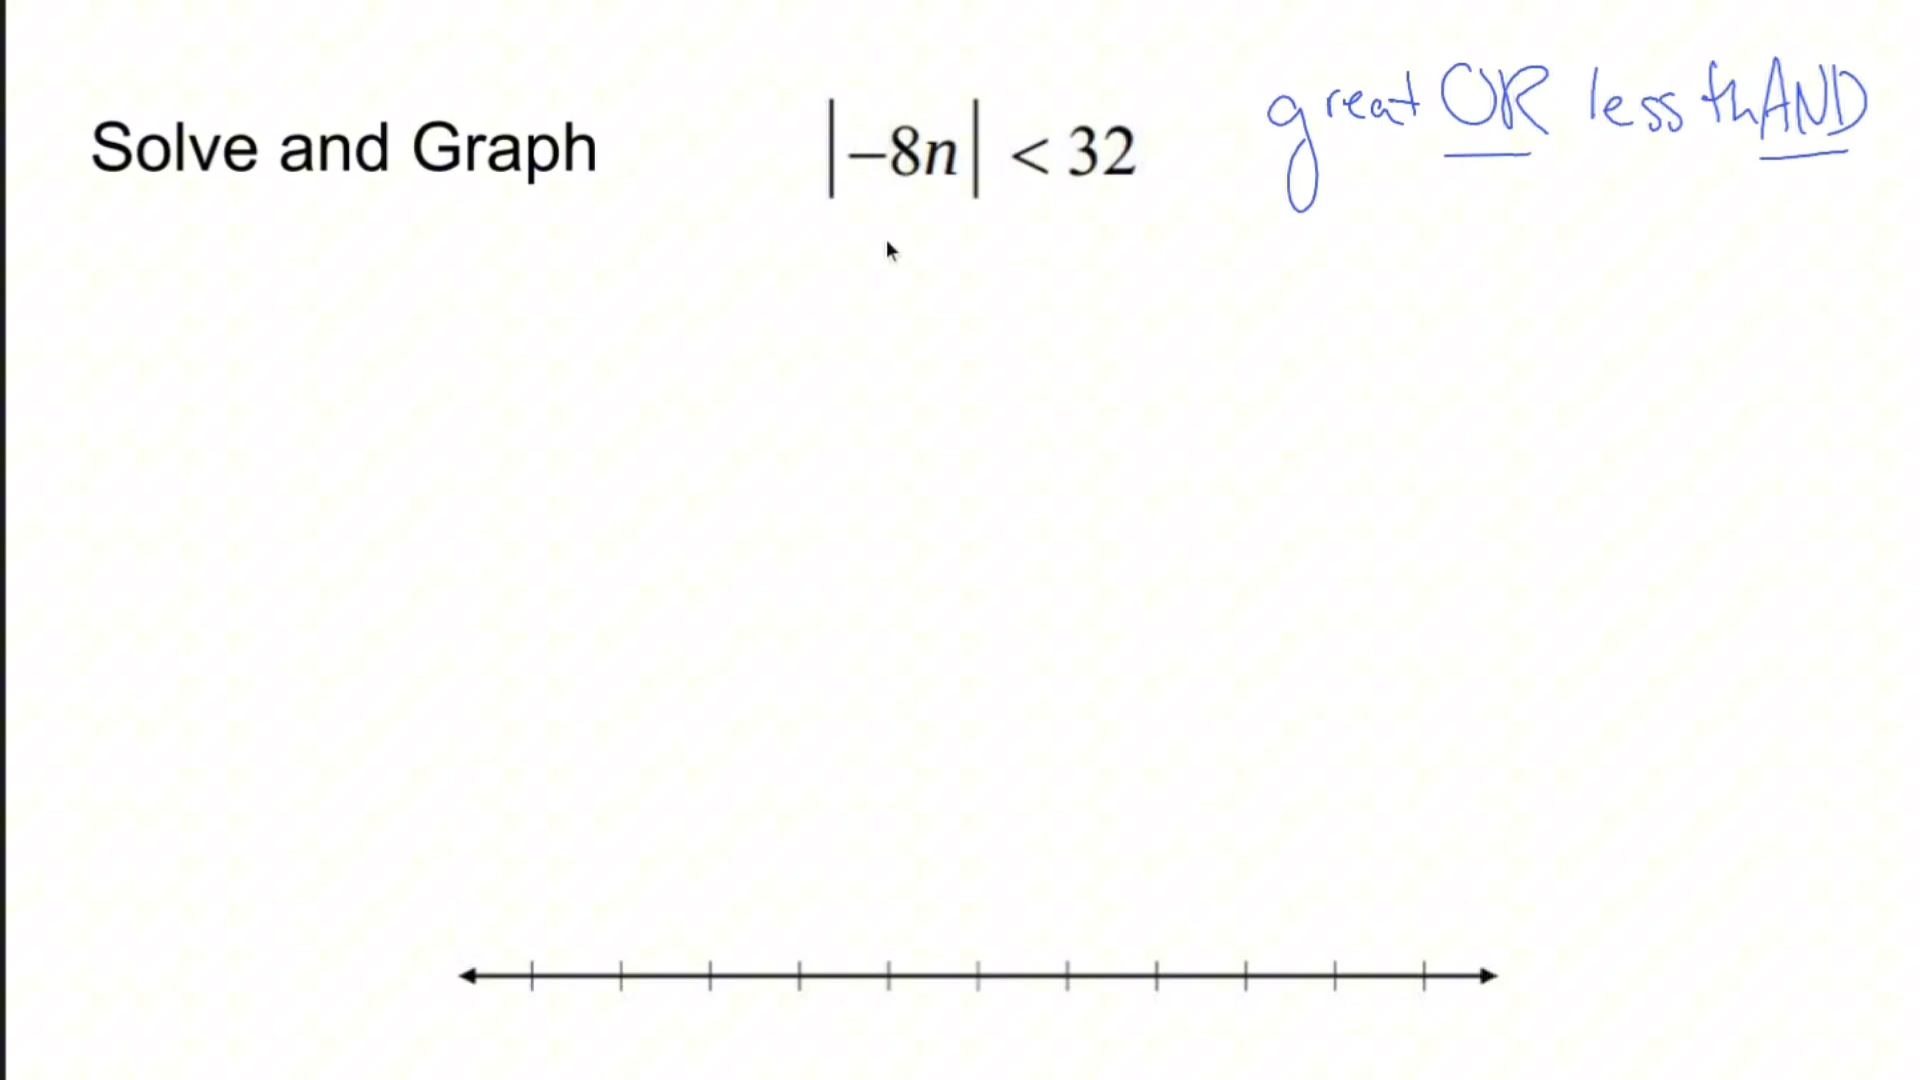 Solve and Graph |−8n| < 32 great OR less thAND